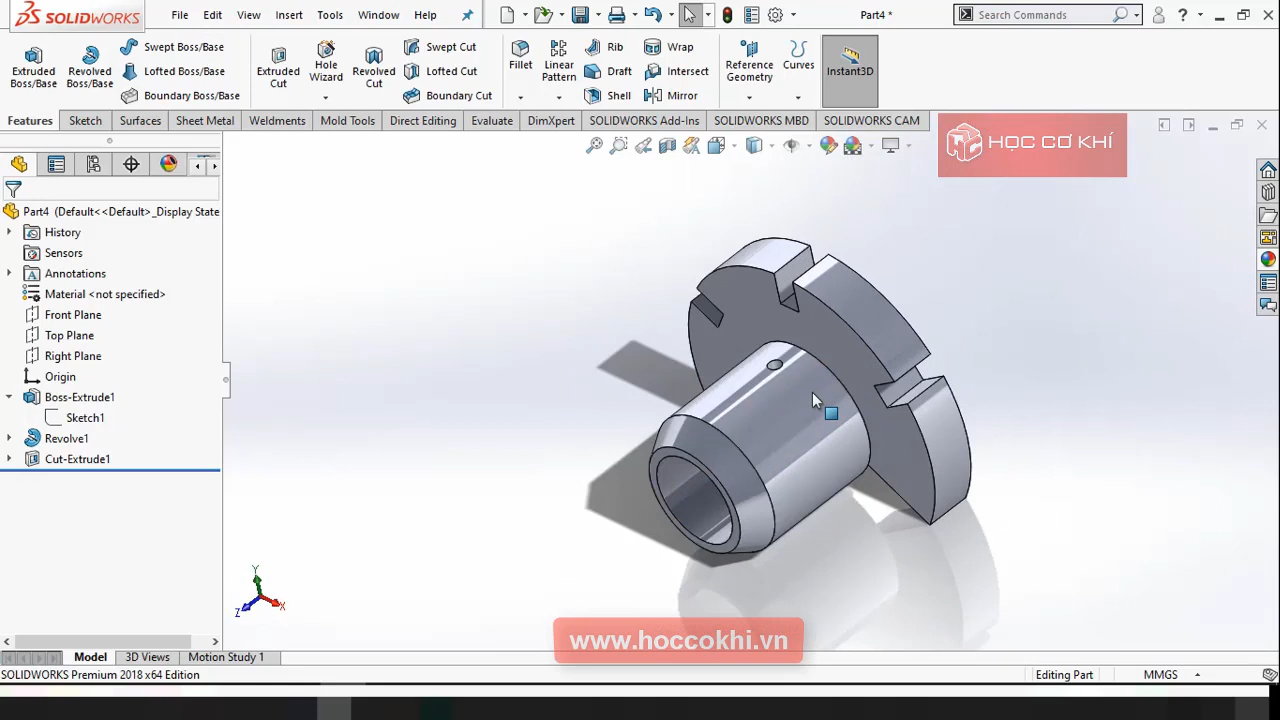 SOLIDWORKS
File Edit View Insert Tools Window Help
Part4 *
Search Commands
?
Extruded Boss/Base
Revolved Boss/Base
Swept Boss/Base
Lofted Boss/Base
Boundary Boss/Base
Extruded Cut
Hole Wizard
Revolved Cut
Swept Cut
Lofted Cut
Boundary Cut
Fillet
Linear Pattern
Rib
Draft
Shell
Wrap
Intersect
Mirror
Reference Geometry
Curves
Instant3D
Features Sketch Surfaces Sheet Metal Weldments Mold Tools Direct Editing Evaluate DimXpert SOLIDWORKS Add-Ins SOLIDWORKS MBD SOLIDWORKS CAM
HỌC CƠ KHÍ
Part4 (Default<<Default>_Display State
History
Sensors
Annotations
Material <not specified>
Front Plane
Top Plane
Right Plane
Origin
Boss-Extrude1
Sketch1
Revolve1
Cut-Extrude1
Y
Z
X
www.hoccokhi.vn
Model 3D Views Motion Study 1
SOLIDWORKS Premium 2018 x64 Edition
Editing Part
MMGS